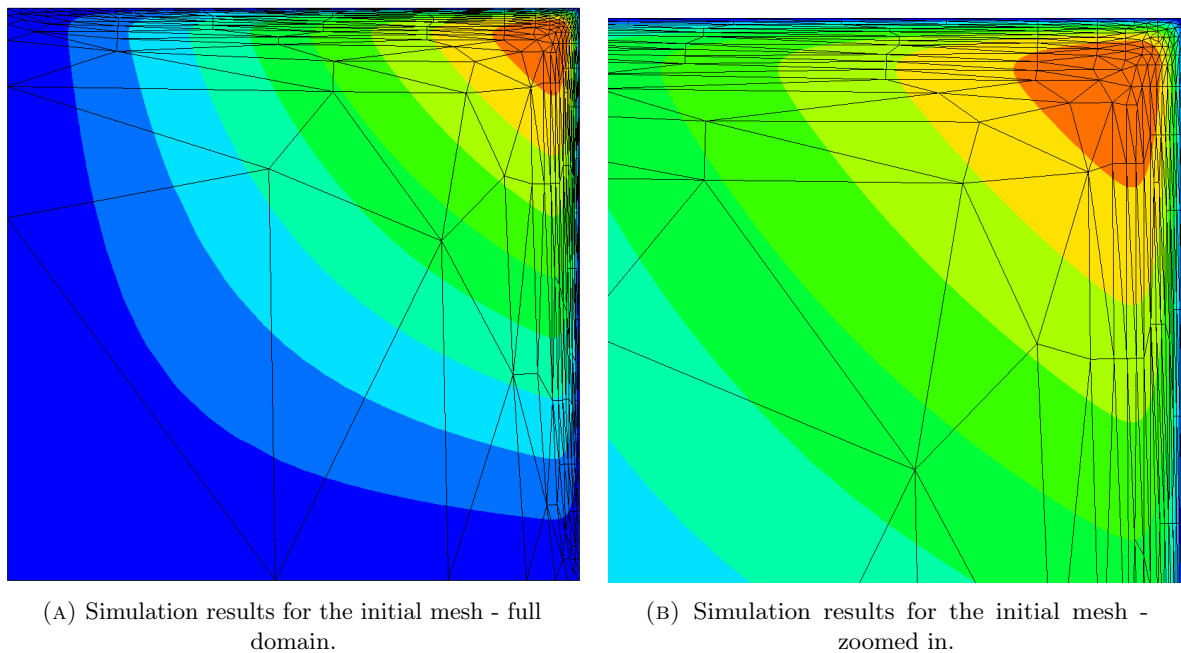 (A) Simulation results for the initial mesh - full
domain.
(B) Simulation results for the initial mesh -
zoomed in.